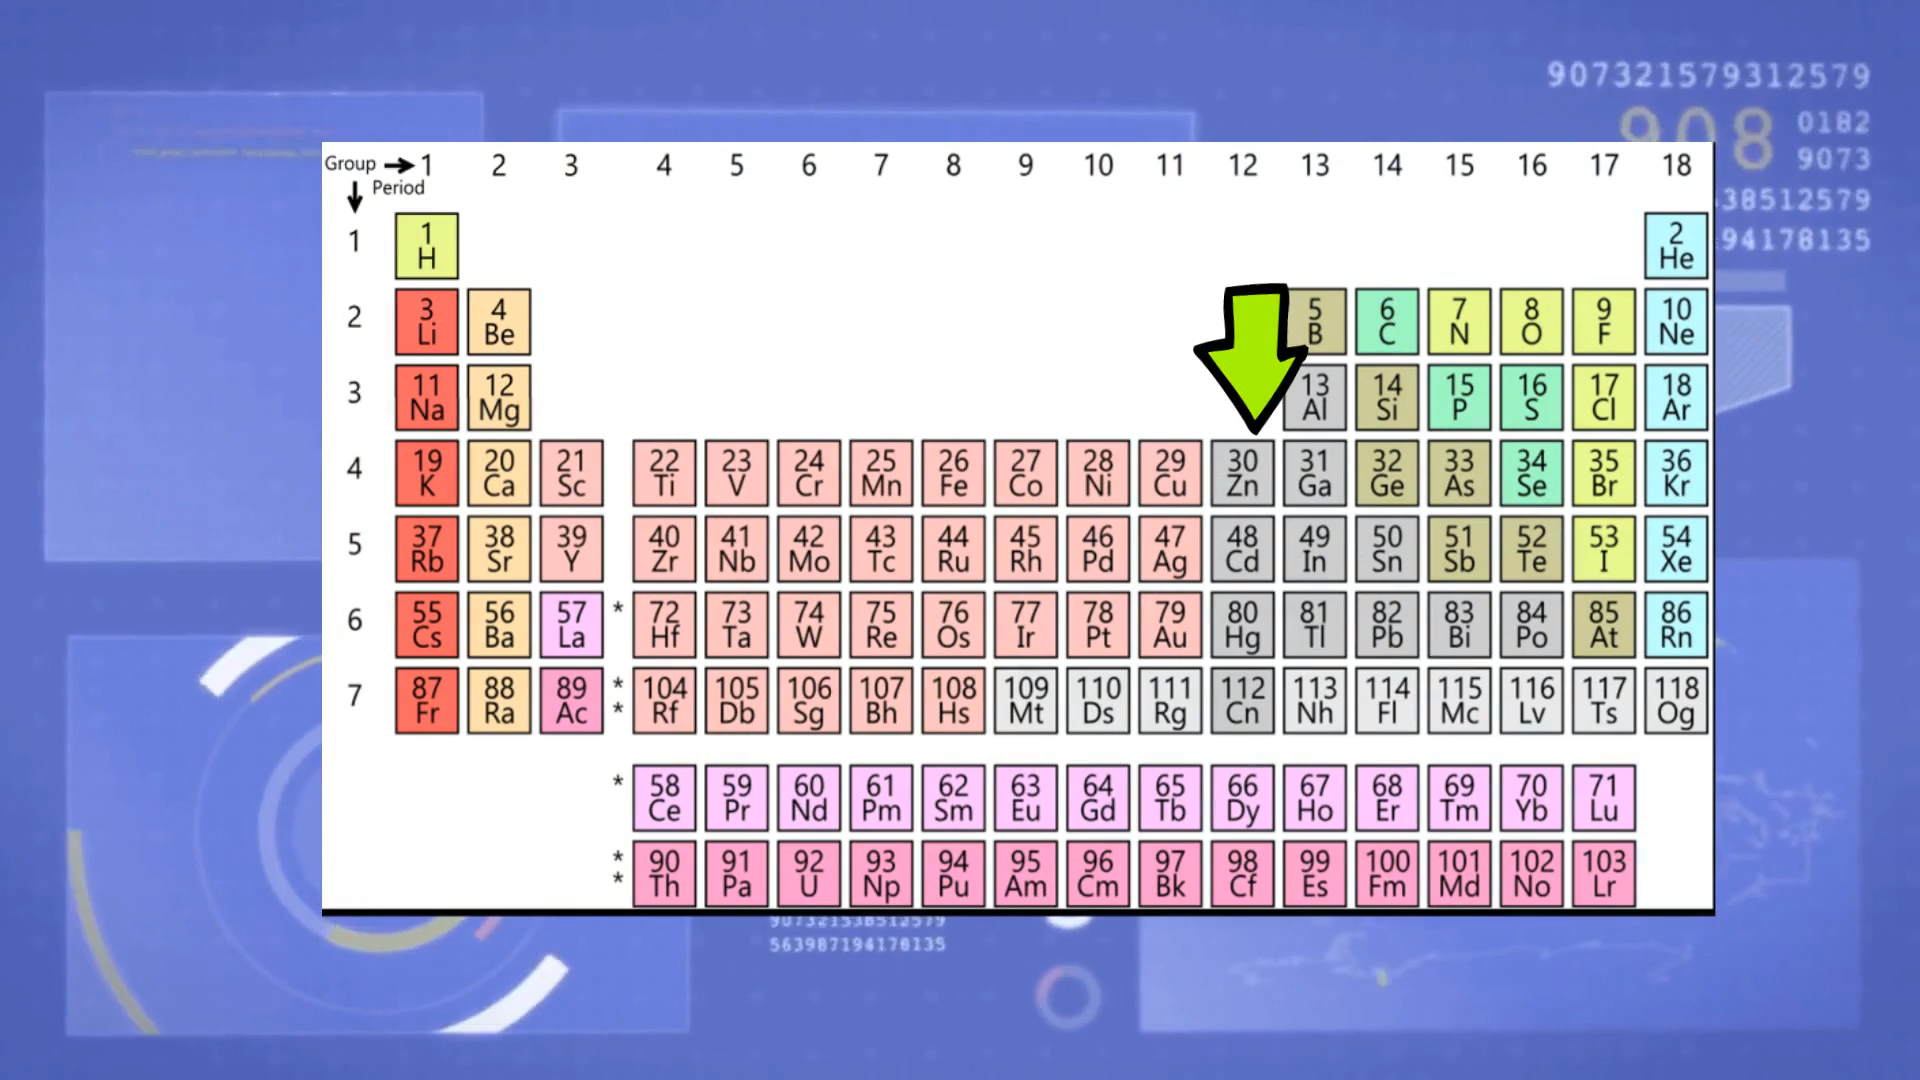 907321579312579
908
0182
9073
38512579
94178135
Group 1 2 3 4 5 6 7 8 9 10 11 12 13 14 15 16 17 18
Period
1
1 2
H He
2
3 4 5 6 7 8 9 10
Li Be B C N O F Ne
3
11 12 13 14 15 16 17 18
Na Mg Al Si P S Cl Ar
4
19 20 21 22 23 24 25 26 27 28 29 30 31 32 33 34 35 36
K Ca Sc Ti V Cr Mn Fe Co Ni Cu Zn Ga Ge As Se Br Kr
5
37 38 39 40 41 42 43 44 45 46 47 48 49 50 51 52 53 54
Rb Sr Y Zr Nb Mo Tc Ru Rh Pd Ag Cd In Sn Sb Te I Xe
6
55 56 57 * 72 73 74 75 76 77 78 79 80 81 82 83 84 85 86
Cs Ba La Hf Ta W Re Os Ir Pt Au Hg Tl Pb Bi Po At Rn
7
87 88 89 * 104 105 106 107 108 109 110 111 112 113 114 115 116 117 118
Fr Ra Ac * Rf Db Sg Bh Hs Mt Ds Rg Cn Nh Fl Mc Lv Ts Og
* 58 59 60 61 62 63 64 65 66 67 68 69 70 71
Ce Pr Nd Pm Sm Eu Gd Tb Dy Ho Er Tm Yb Lu
* 90 91 92 93 94 95 96 97 98 99 100 101 102 103
* Th Pa U Np Pu Am Cm Bk Cf Es Fm Md No Lr
563987194178135